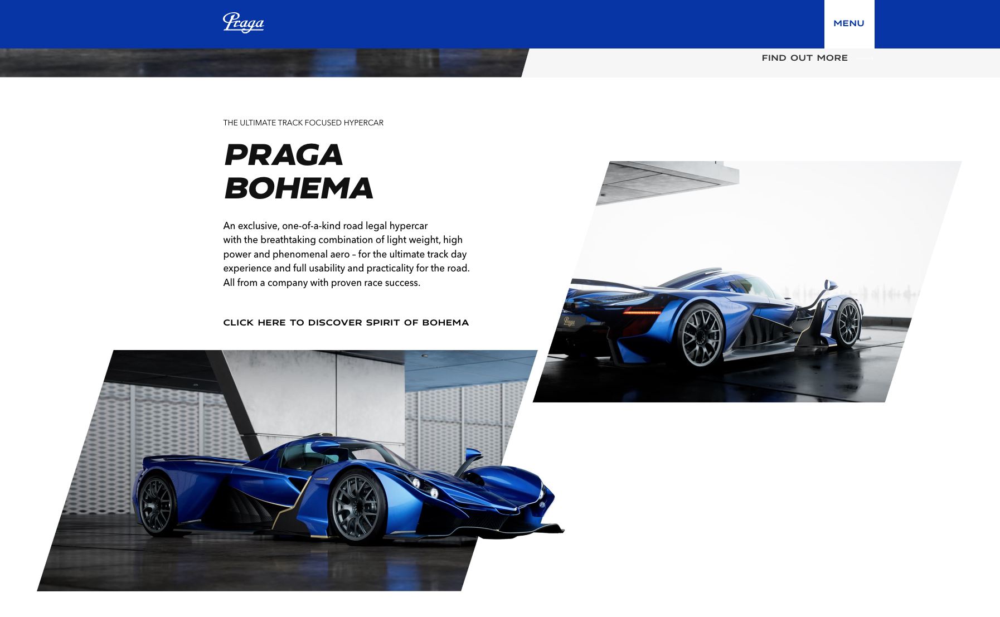 Praga
MENU
FIND OUT MORE
THE ULTIMATE TRACK FOCUSED HYPERCAR
PRAGA
BOHEMA
An exclusive, one-of-a-kind road legal hypercar
with the breathtaking combination of light weight, high
power and phenomenal aero – for the ultimate track day
experience and full usability and practicality for the road.
All from a company with proven race success.
CLICK HERE TO DISCOVER SPIRIT OF BOHEMA
Praga